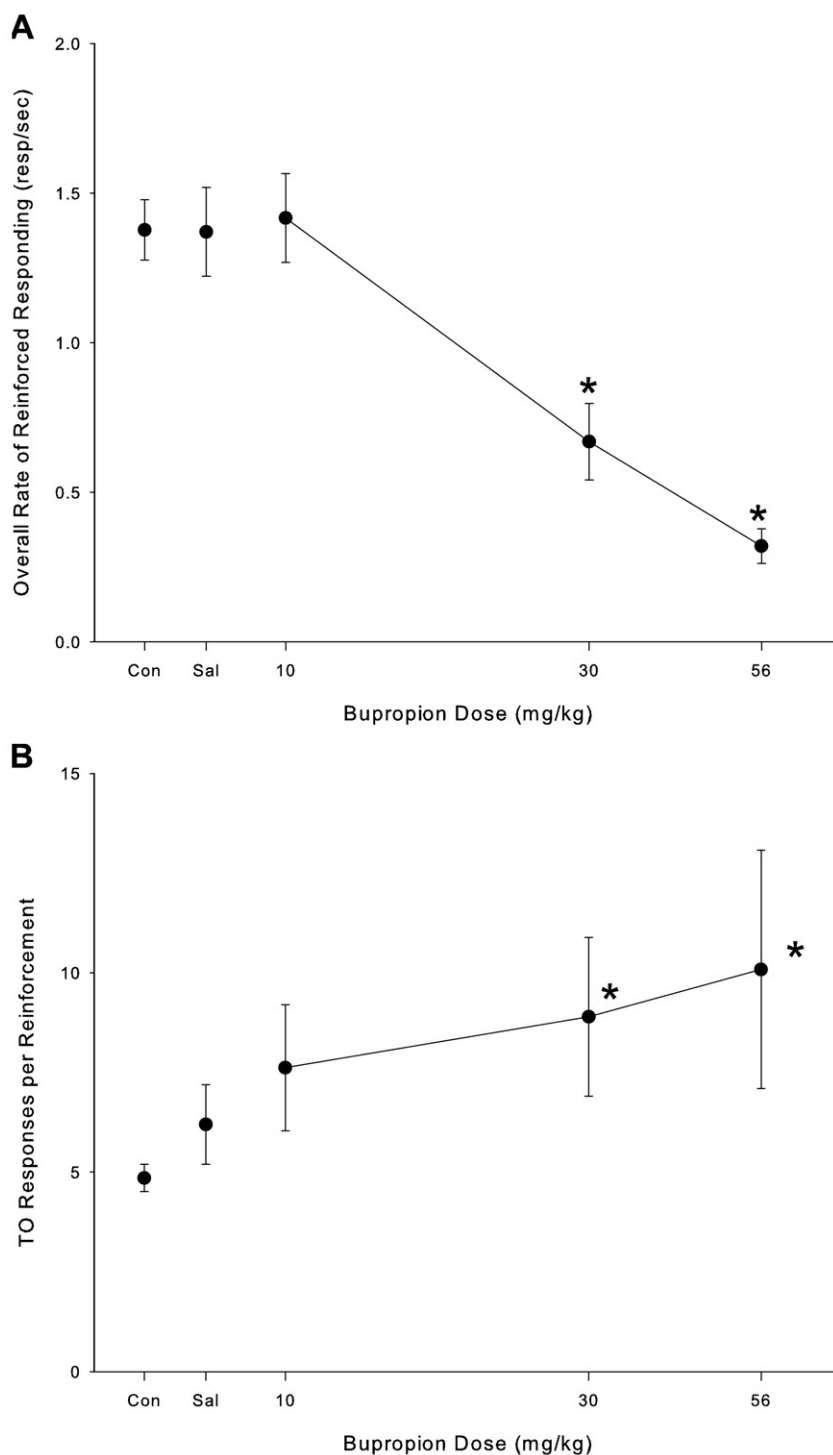 A
Overall Rate of Reinforced Responding (resp/sec)
2.0
1.5
1.0
0.5
0.0
*
*
Con Sal 10 30 56
Bupropion Dose (mg/kg)
B
TO Responses per Reinforcement
15
10
5
0
*
*
Con Sal 10 30 56
Bupropion Dose (mg/kg)